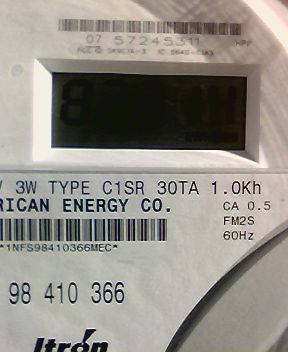 07 57245311
V 3W TYPE C1SR 30TA 1.0Kh
RICAN ENERGY CO.
CA 0.5
FM2S
60Hz
*1NFS98410366MEC*
98 410 366
Itrón